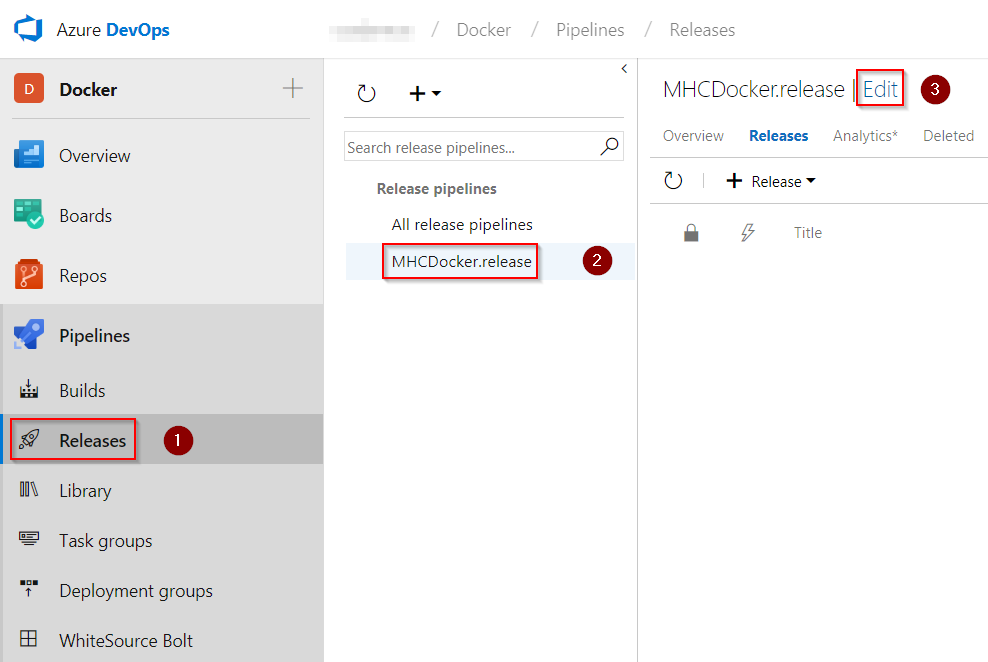 Azure DevOps
/ Docker / Pipelines / Releases
D Docker
Overview
Boards
Repos
Pipelines
Builds
Releases 1
Library
Task groups
Deployment groups
WhiteSource Bolt
Search release pipelines...
Release pipelines
All release pipelines
MHCDocker.release 2
MHCDocker.release | Edit 3
Overview Releases Analytics* Deleted
+ Release
Title